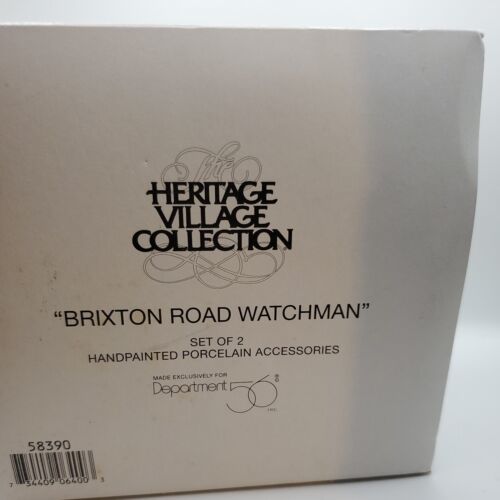 The
HERITAGE
VILLAGE
COLLECTION
"BRIXTON ROAD WATCHMAN"
SET OF 2
HANDPAINTED PORCELAIN ACCESSORIES
MADE EXCLUSIVELY FOR
Department 56 ®
INC.
58390
7 34409 06400 3